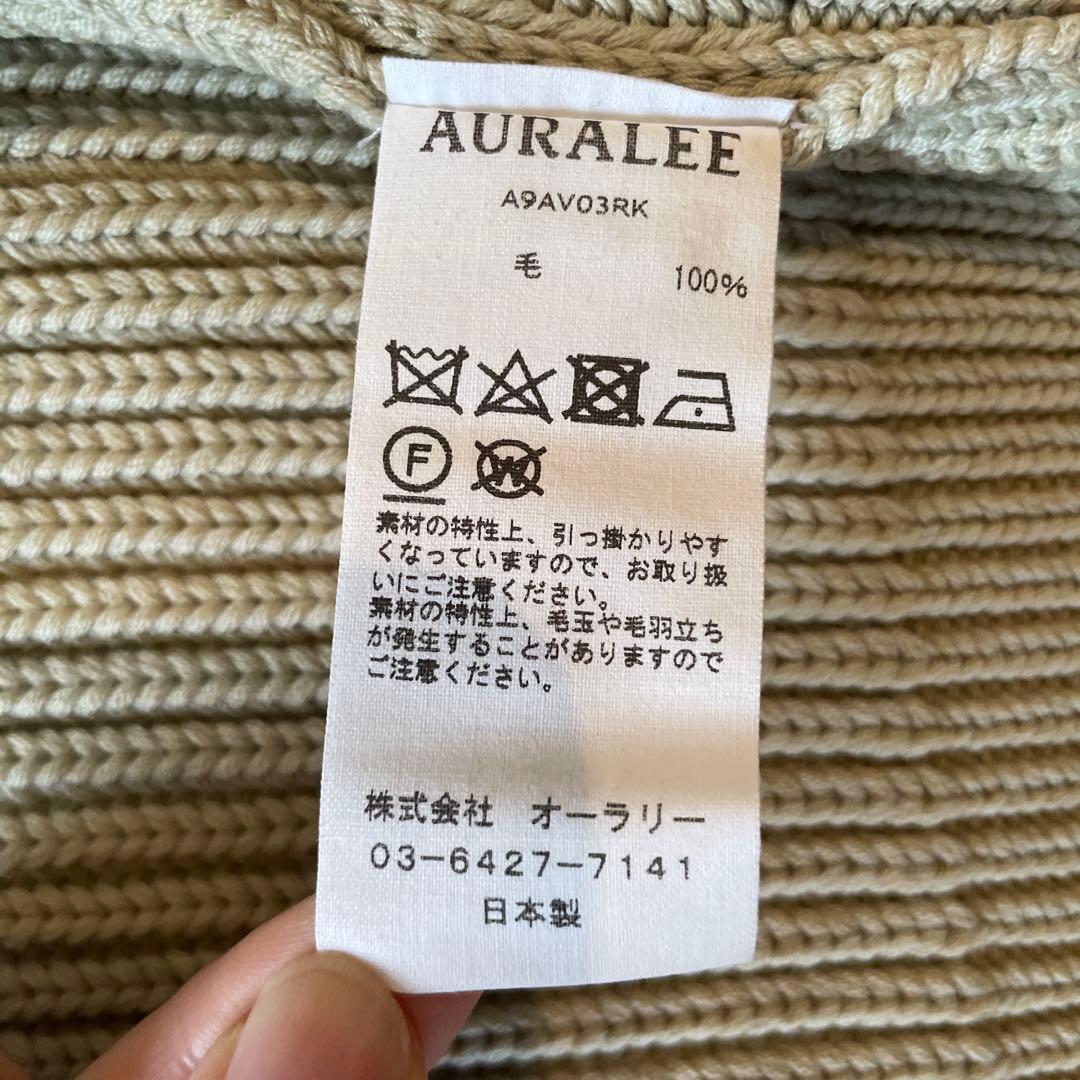 AURALEE
A9AV03RK
毛 100%
F W
素材の特性上、引っ掛かりやす
くなっていますので、お取り扱
いにご注意ください。
素材の特性上、毛玉や毛羽立ち
が発生することがありますので
ご注意ください。
株式会社 オーラリー
03-6427-7141
日本製